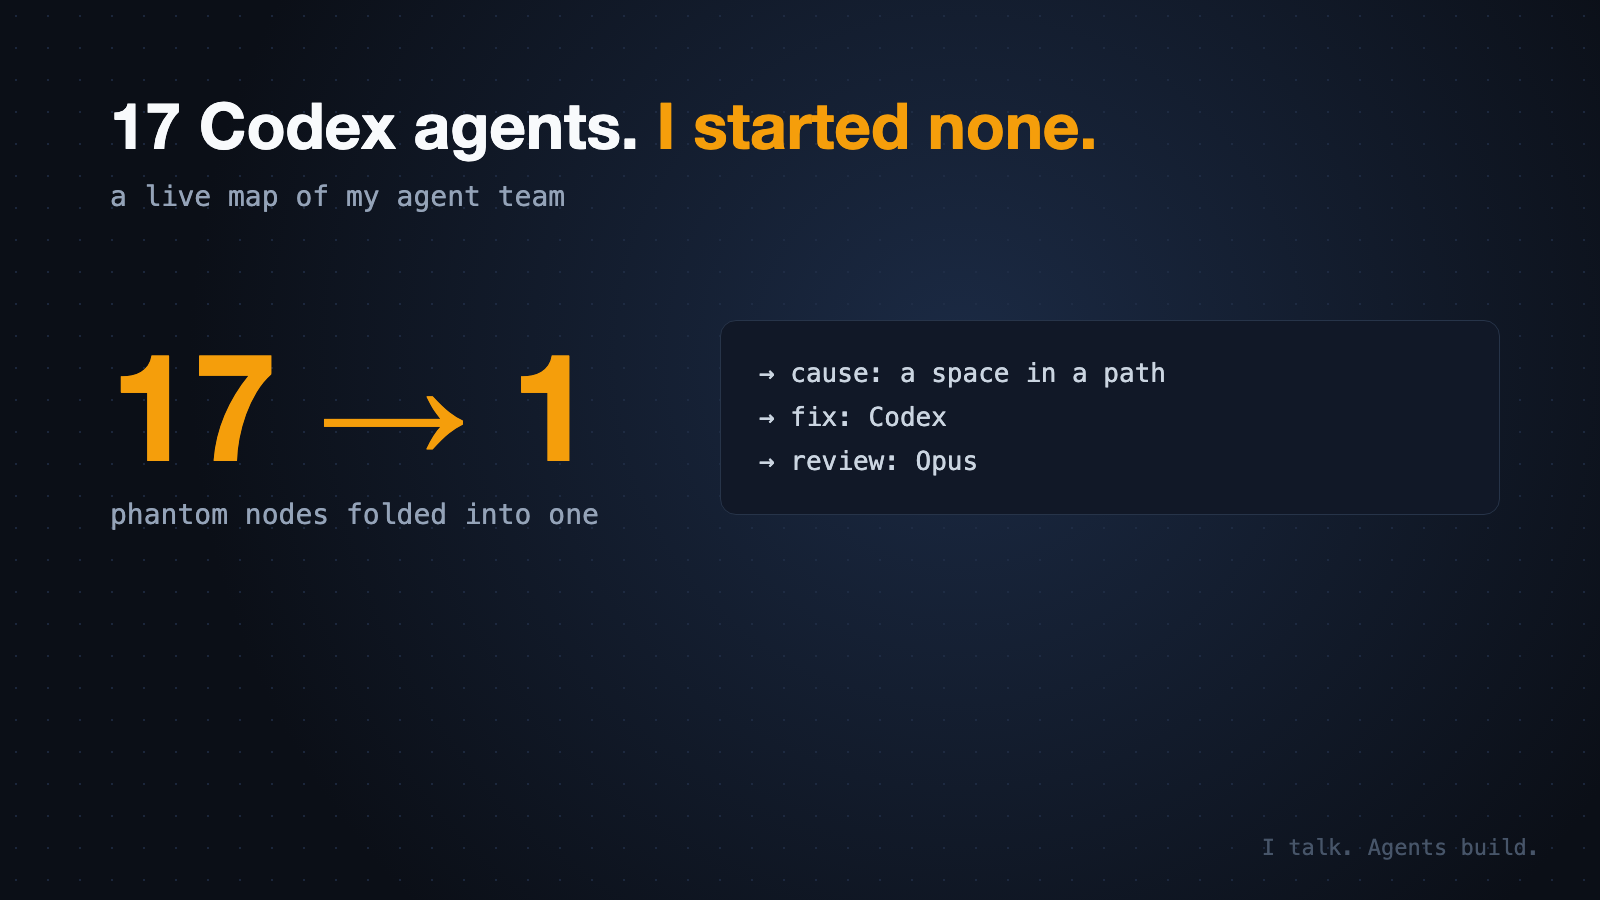 17 Codex agents. I started none.
a live map of my agent team
17 → 1
phantom nodes folded into one
→ cause: a space in a path
→ fix: Codex
→ review: Opus
I talk. Agents build.